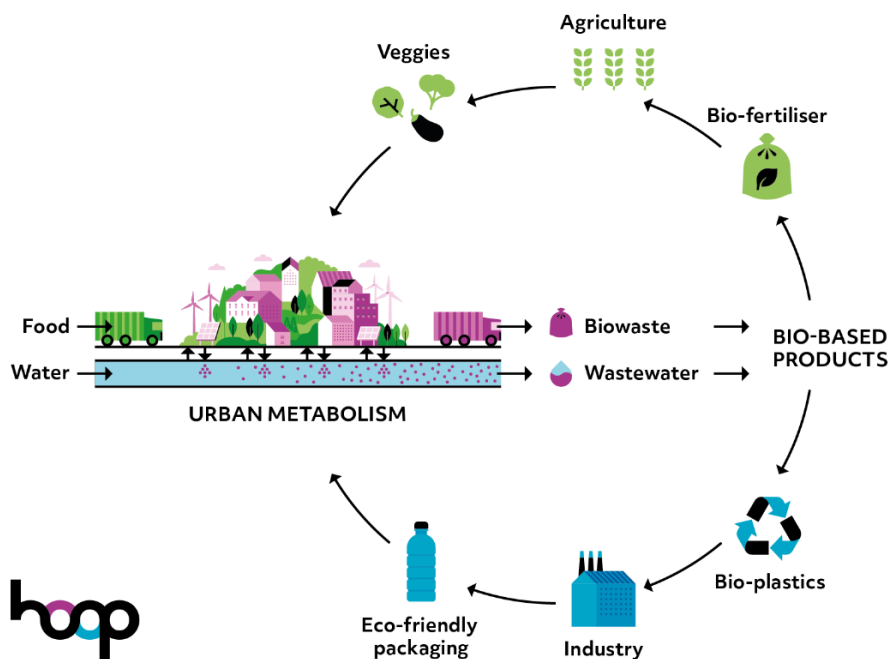 Agriculture
Veggies
Bio-fertiliser
Food
Biowaste
BIO-BASED
PRODUCTS
Water
Wastewater
URBAN METABOLISM
Bio-plastics
Eco-friendly
packaging
Industry
hoop